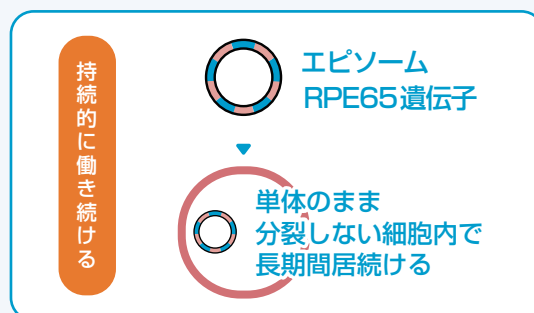 持続的に働き続ける
エピソーム
RPE65遺伝子
単体のまま
分裂しない細胞内で
長期間居続ける